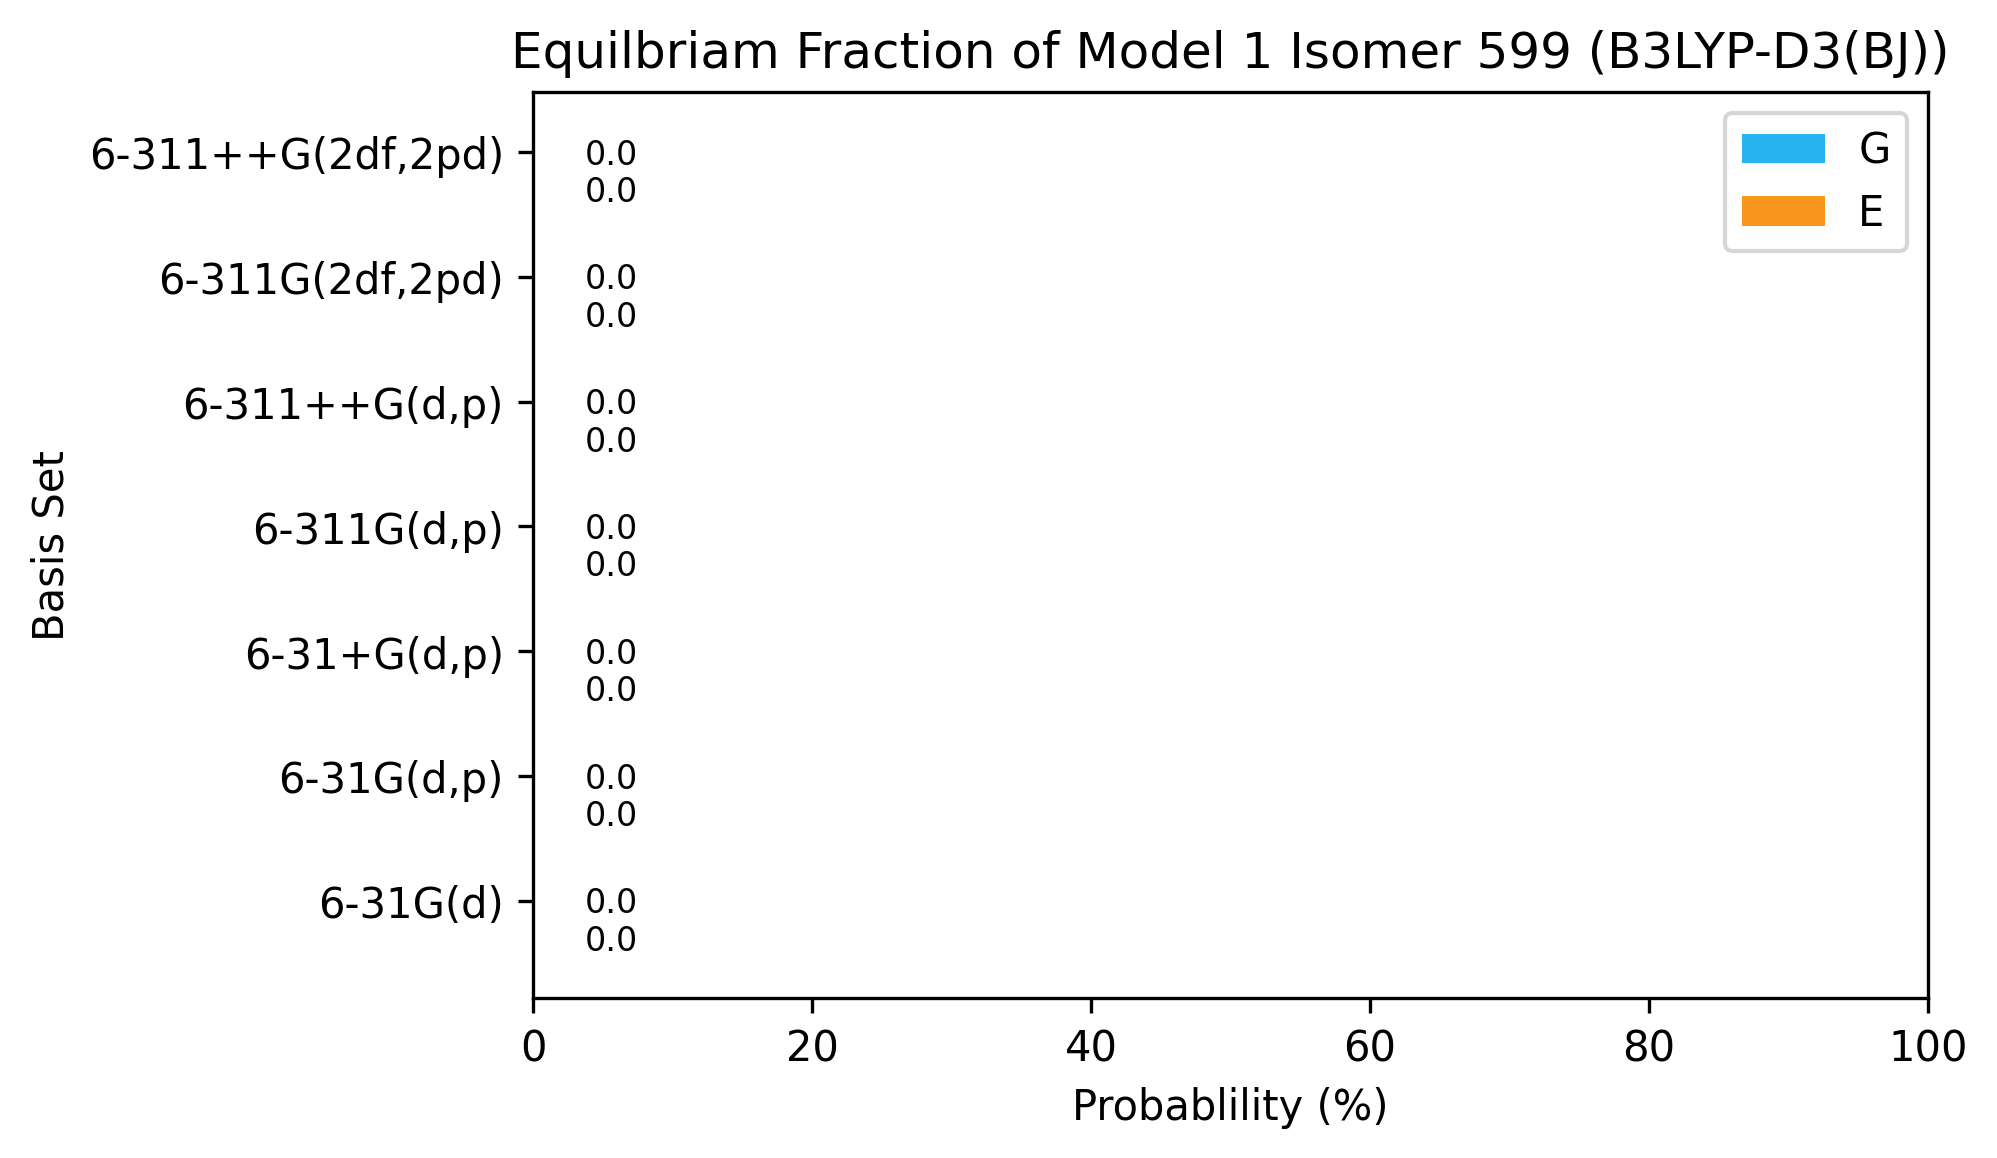 Equilbriam Fraction of Model 1 Isomer 599 (B3LYP-D3(BJ))
G
E
Basis Set
6-311++G(2df,2pd)
0.0
0.0
6-311G(2df,2pd)
0.0
0.0
6-311++G(d,p)
0.0
0.0
6-311G(d,p)
0.0
0.0
6-31+G(d,p)
0.0
0.0
6-31G(d,p)
0.0
0.0
6-31G(d)
0.0
0.0
0 20 40 60 80 100
Probablility (%)